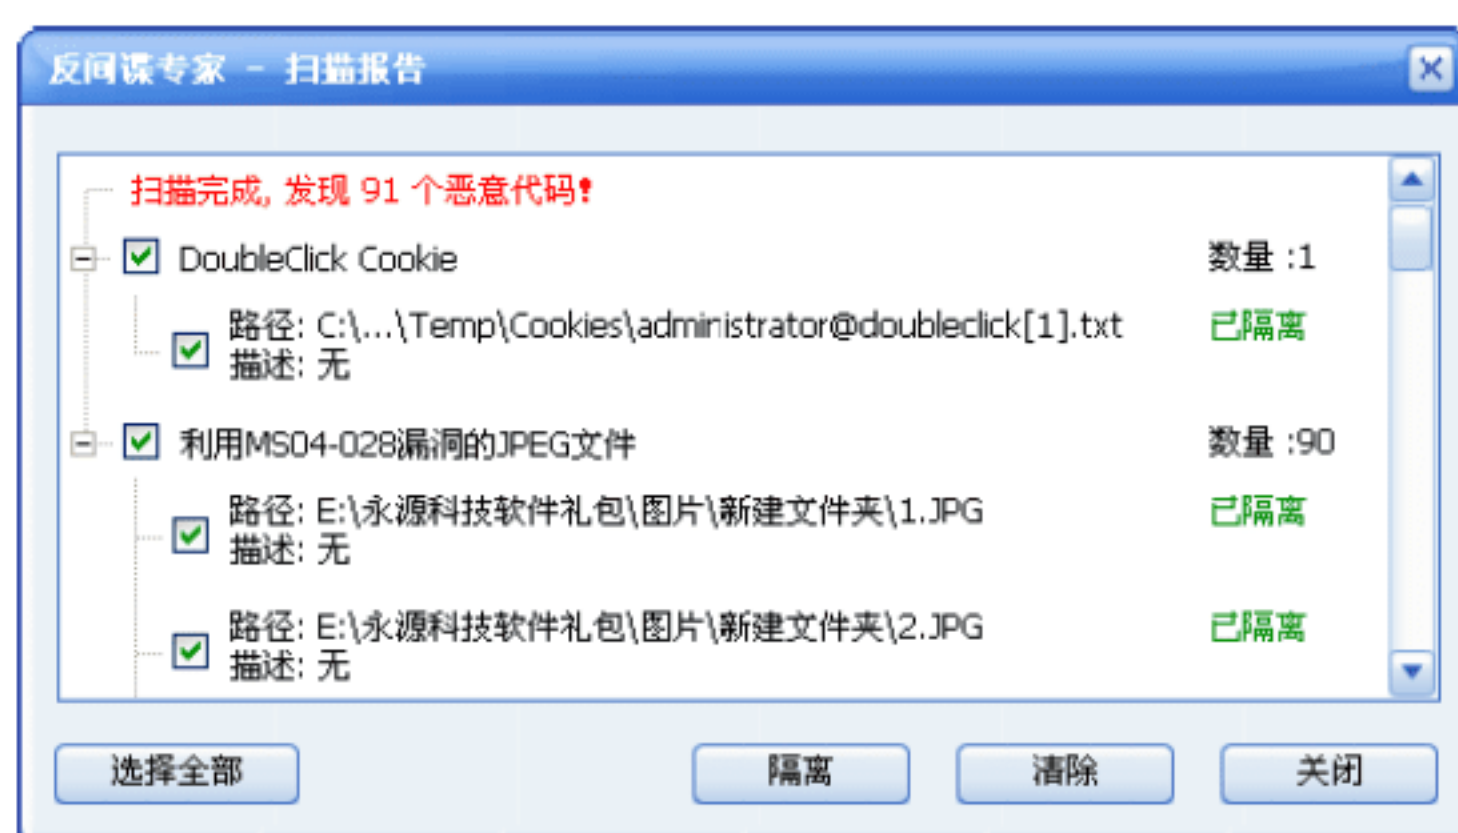 反间谍专家 - 扫描报告
扫描完成, 发现 91 个恶意代码!
DoubleClick Cookie 数量 :1
路径: C:\...\Temp\Cookies\administrator@doubleclick[1].txt 已隔离
描述: 无
利用MS04-028漏洞的JPEG文件 数量 :90
路径: E:\永源科技软件礼包\图片\新建文件夹\1.JPG 已隔离
描述: 无
路径: E:\永源科技软件礼包\图片\新建文件夹\2.JPG 已隔离
描述: 无
选择全部 隔离 清除 关闭